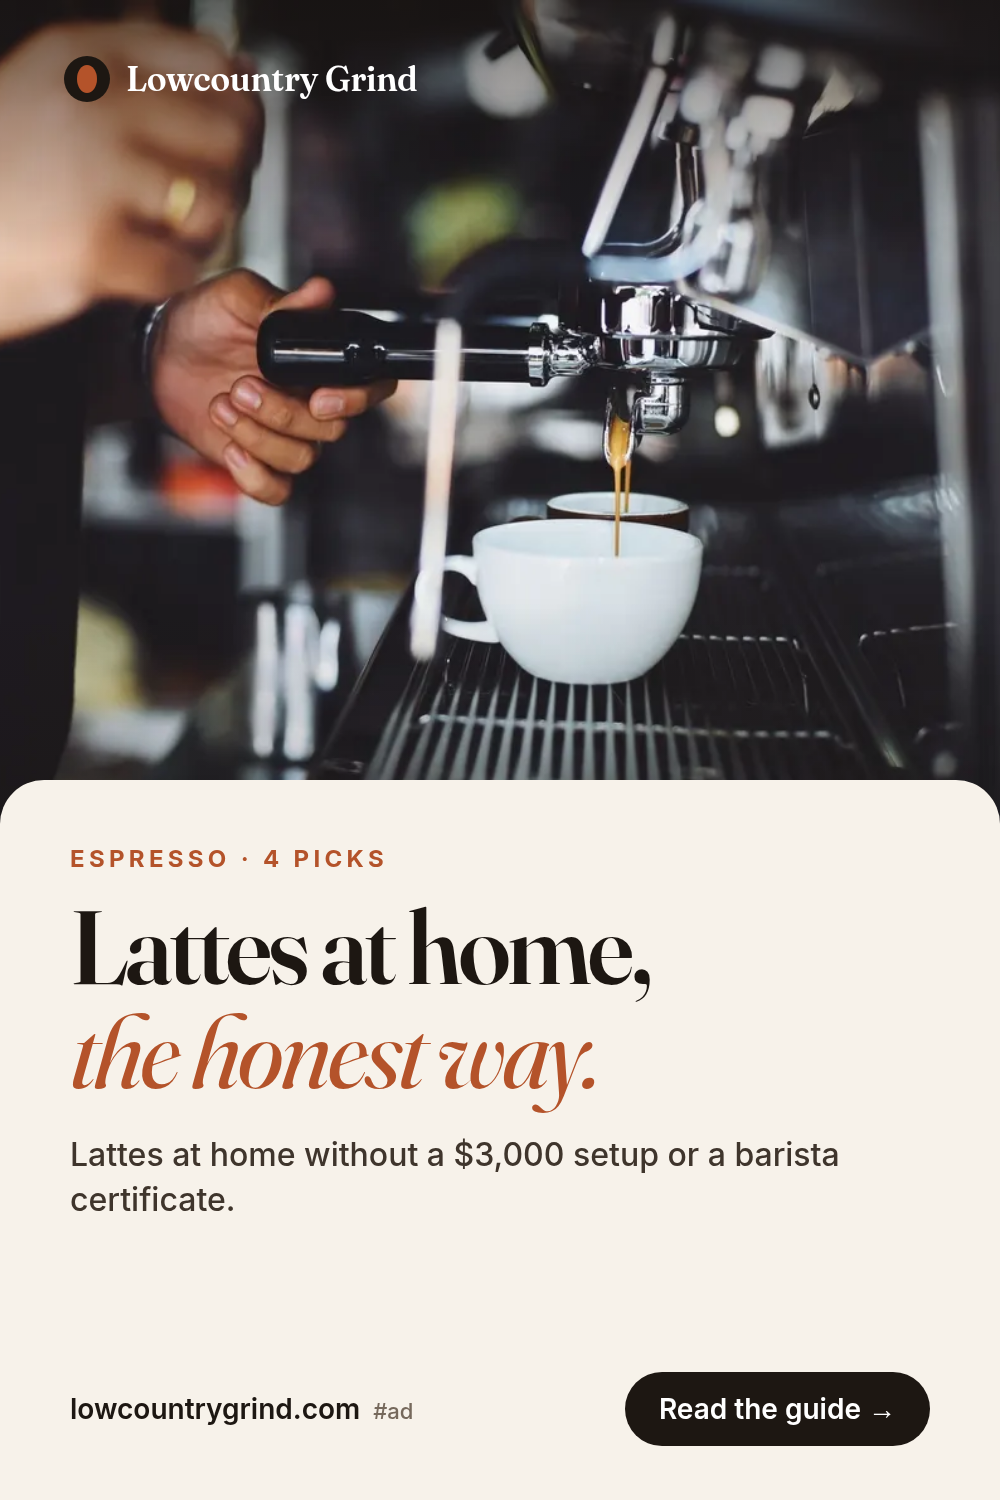 Lowcountry Grind
ESPRESSO · 4 PICKS
Lattes at home,
the honest way.
Lattes at home without a $3,000 setup or a barista
certificate.
lowcountrygrind.com #ad
Read the guide →